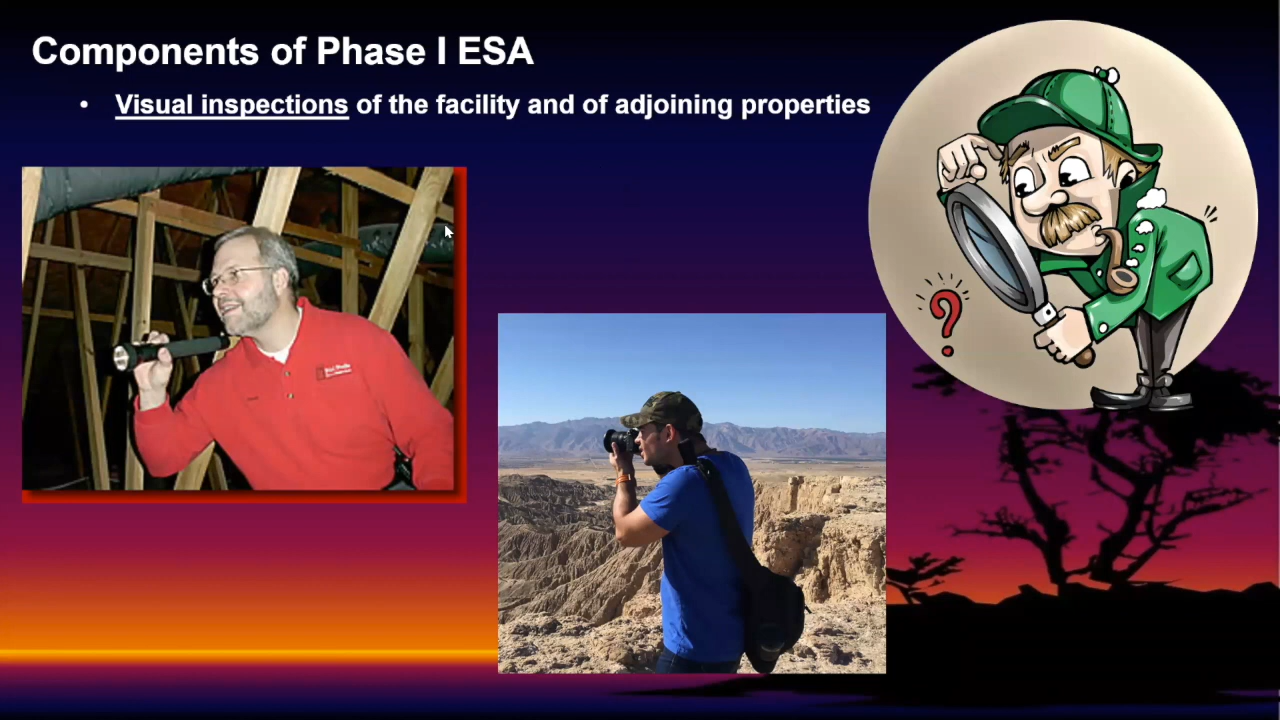 Components of Phase I ESA
• Visual inspections of the facility and of adjoining properties
?